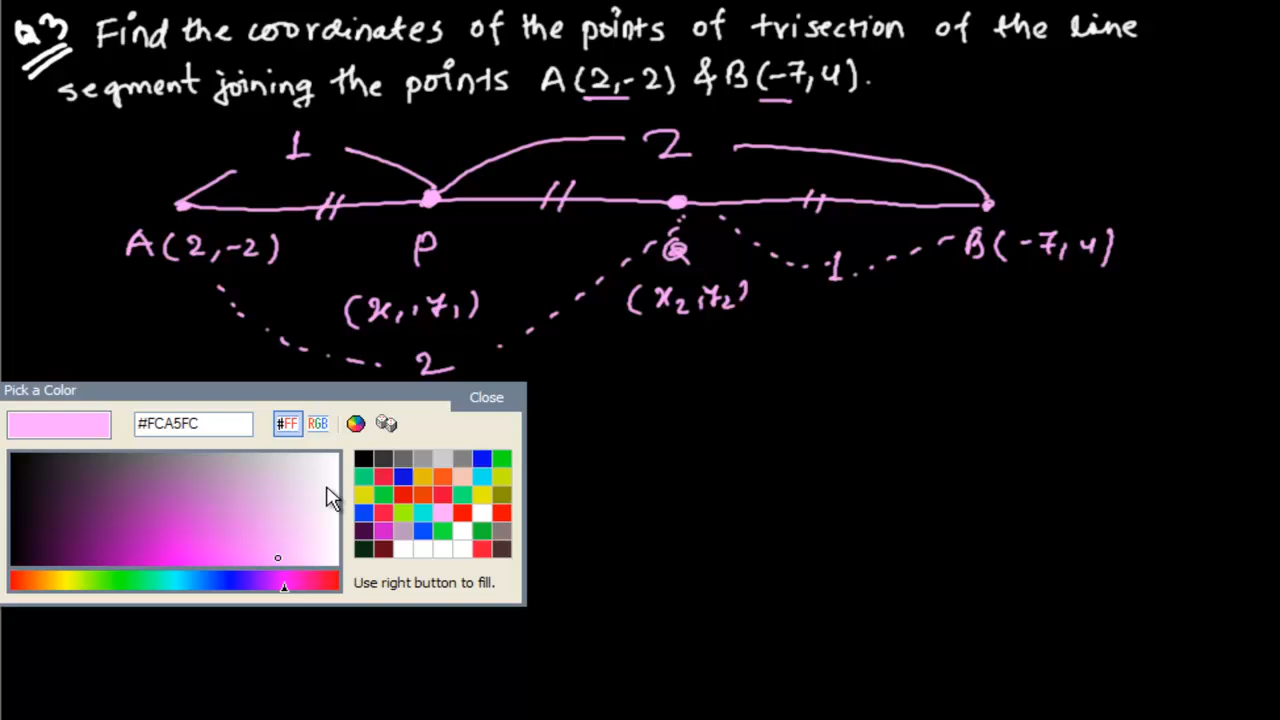 Q3 Find the coordinates of the points of trisection of the line
segment joining the points A(2,-2) & B(-7,4).
1 2
A(2,-2) P Q B(-7,4)
1
(x₁,y₁) (x₂,y₂)
2
Pick a Color Close
#FCA5FC #FF RGB
Use right button to fill.